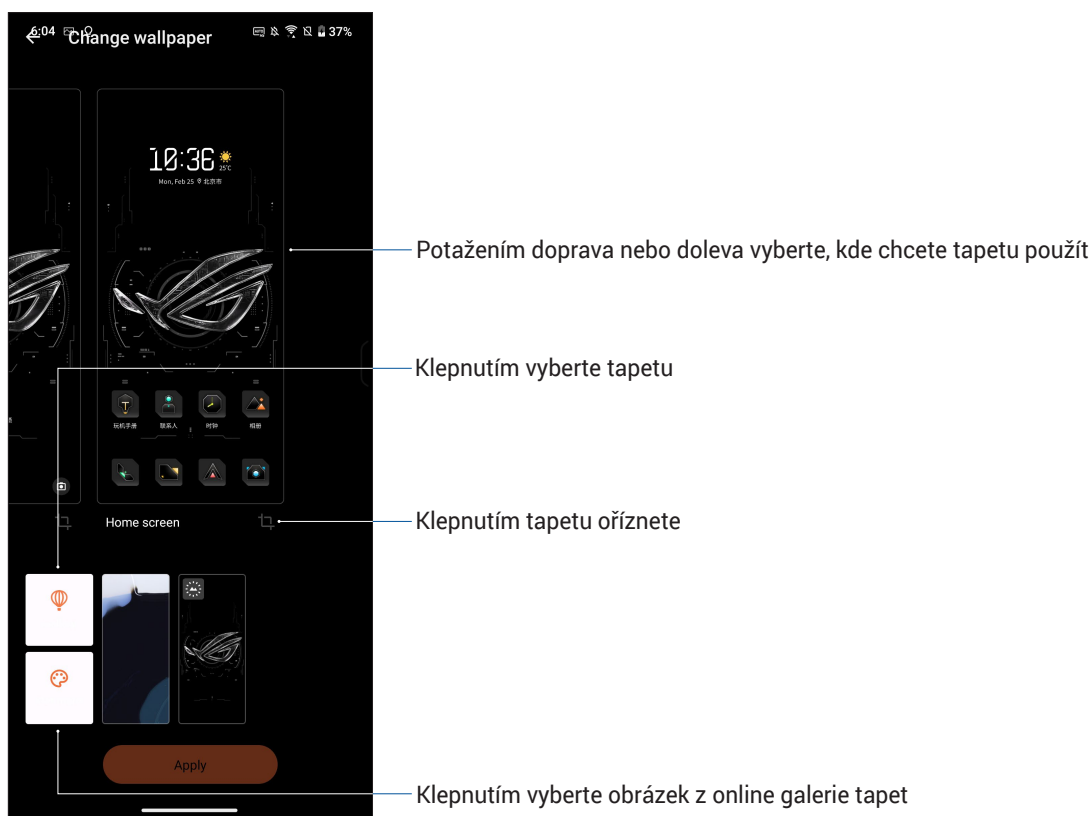 6:04 37%
Change wallpaper
10:36
25°C
Mon, Feb 25 北京市
Potažením doprava nebo doleva vyberte, kde chcete tapetu použít
Klepnutím vyberte tapetu
玩机手册 联系人 时钟 相册
Home screen
Klepnutím tapetu oříznete
Apply
Klepnutím vyberte obrázek z online galerie tapet